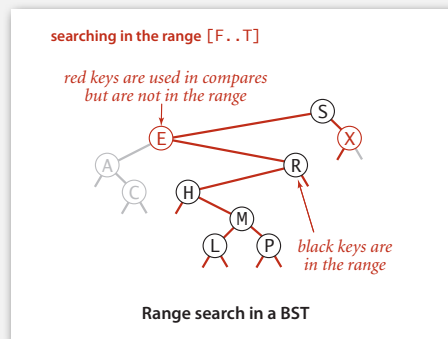 searching in the range [F..T]
red keys are used in compares
but are not in the range
S
E
X
A
R
C
H
M
L
P
black keys are
in the range
Range search in a BST